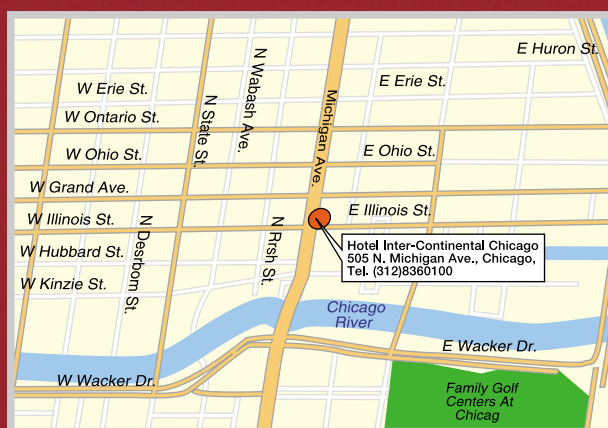 E Huron St.
W Erie St.
E Erie St.
N Wabash Ave.
N State St.
Michigan Ave.
W Ontario St.
W Ohio St.
E Ohio St.
W Grand Ave.
W Illinois St.
E Illinois St.
N Desrbom St.
N Rrsh St.
W Hubbard St.
W Kinzie St.
Hotel Inter-Continental Chicago
505 N. Michigan Ave., Chicago,
Tel. (312)8360100
Chicago
River
E Wacker Dr.
W Wacker Dr.
Family Golf
Centers At
Chicag